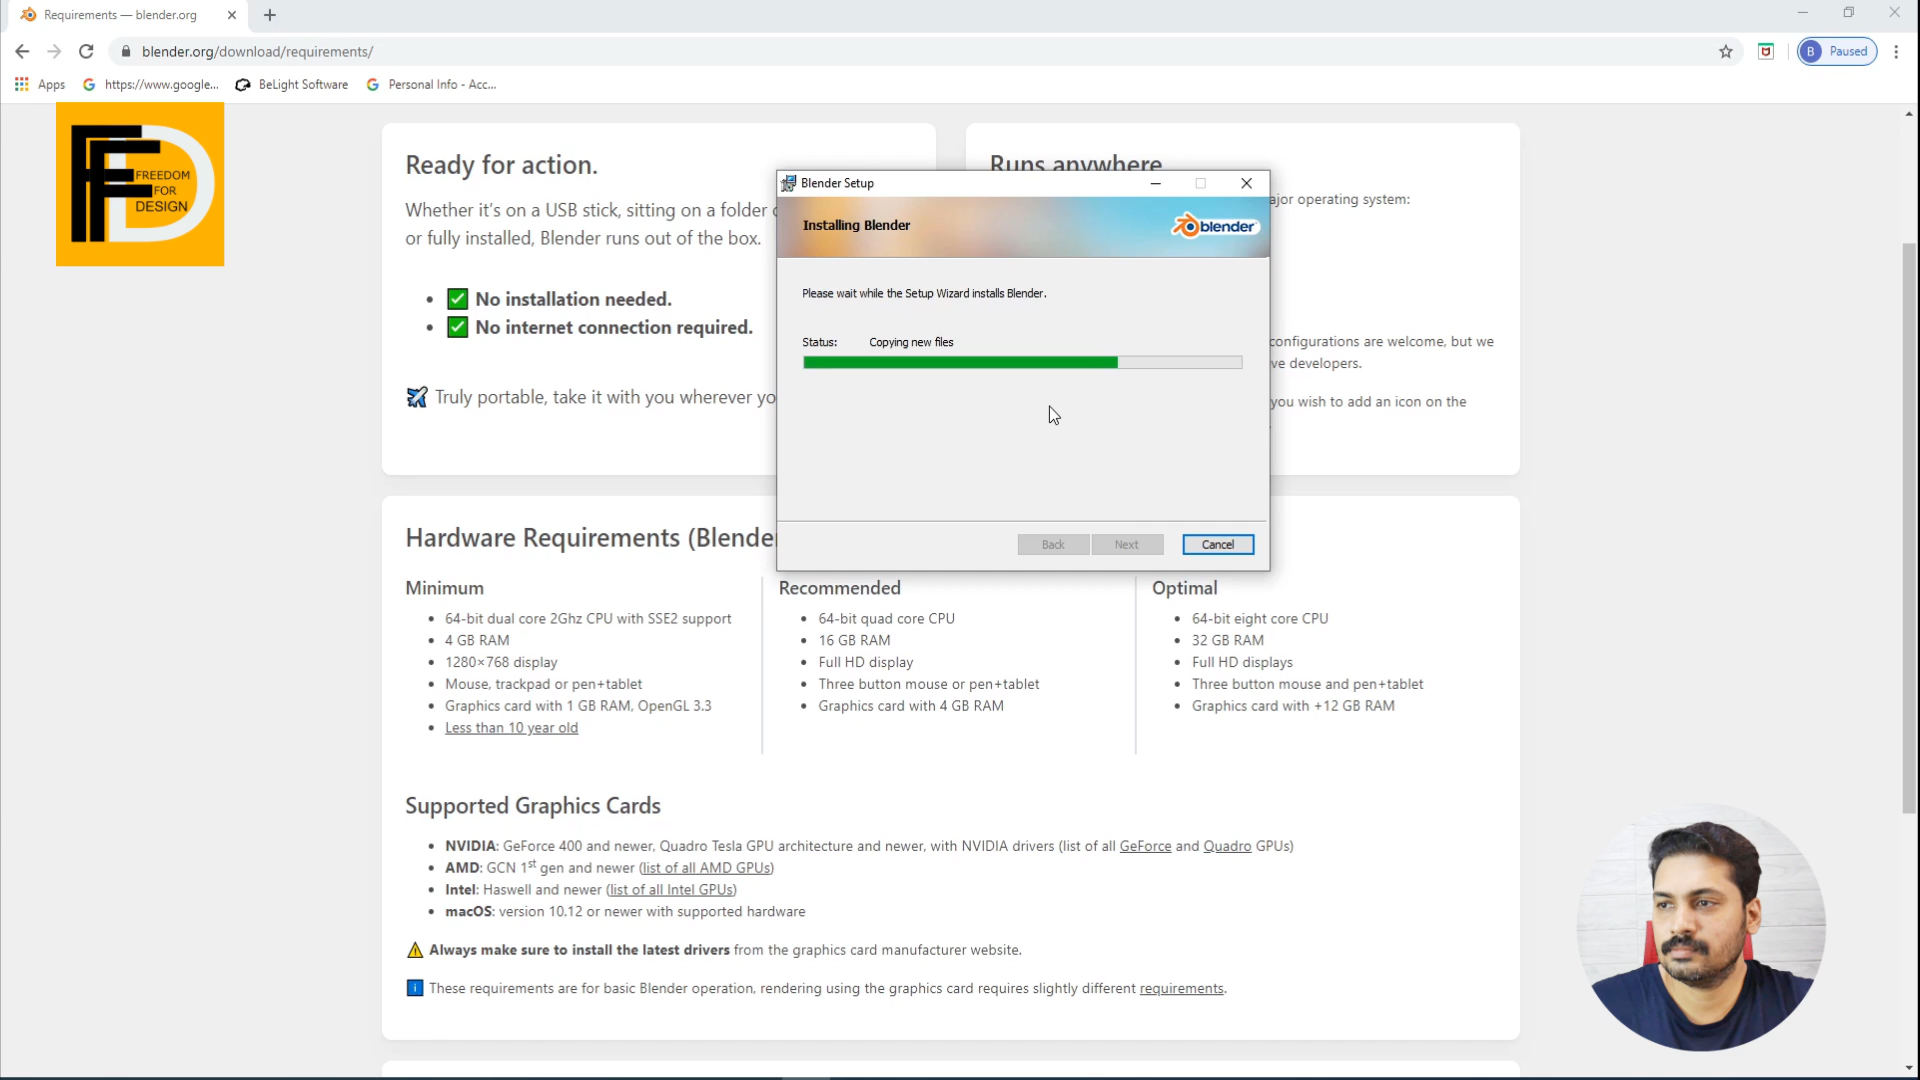 Requirements — blender.org
blender.org/download/requirements/
B Paused
Apps
https://www.google...
BeLight Software
Personal Info - Acc...
FFD
FREEDOM
FOR
DESIGN
Ready for action.
Whether it's on a USB stick, sitting on a folder
or fully installed, Blender runs out of the box.
No installation needed.
No internet connection required.
Truly portable, take it with you wherever
Runs anywhere
ajor operating system:
configurations are welcome, but we
ve developers.
you wish to add an icon on the
Blender Setup
Installing Blender
blender
Please wait while the Setup Wizard installs Blender.
Status: Copying new files
Back
Next
Cancel
Hardware Requirements (Blender
Minimum
64-bit dual core 2Ghz CPU with SSE2 support
4 GB RAM
1280×768 display
Mouse, trackpad or pen+tablet
Graphics card with 1 GB RAM, OpenGL 3.3
Less than 10 year old
Recommended
64-bit quad core CPU
16 GB RAM
Full HD display
Three button mouse or pen+tablet
Graphics card with 4 GB RAM
Optimal
64-bit eight core CPU
32 GB RAM
Full HD displays
Three button mouse and pen+tablet
Graphics card with +12 GB RAM
Supported Graphics Cards
NVIDIA: GeForce 400 and newer, Quadro Tesla GPU architecture and newer, with NVIDIA drivers (list of all GeForce and Quadro GPUs)
AMD: GCN 1st gen and newer (list of all AMD GPUs)
Intel: Haswell and newer (list of all Intel GPUs)
macOS: version 10.12 or newer with supported hardware
Always make sure to install the latest drivers from the graphics card manufacturer website.
These requirements are for basic Blender operation, rendering using the graphics card requires slightly different requirements.